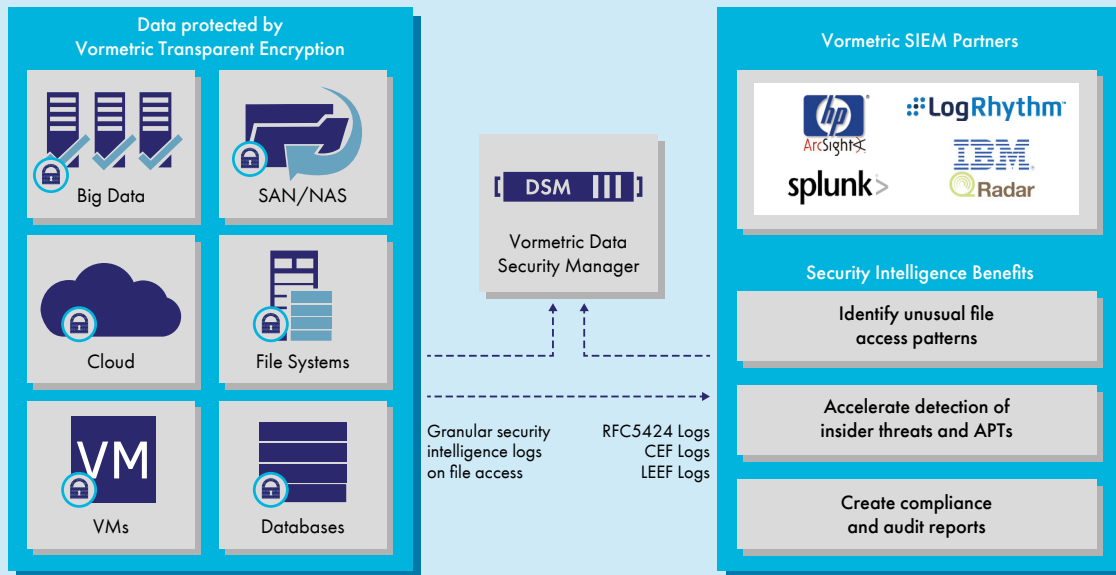 Data protected by
Vormetric Transparent Encryption
Big Data
SAN/NAS
Cloud
File Systems
VM
VMs
Databases
DSM
Vormetric Data
Security Manager
Granular security
intelligence logs
on file access
RFC5424 Logs
CEF Logs
LEEF Logs
Vormetric SIEM Partners
hp
ArcSight
LogRhythm
splunk>
IBM
QRadar
Security Intelligence Benefits
Identify unusual file
access patterns
Accelerate detection of
insider threats and APTs
Create compliance
and audit reports